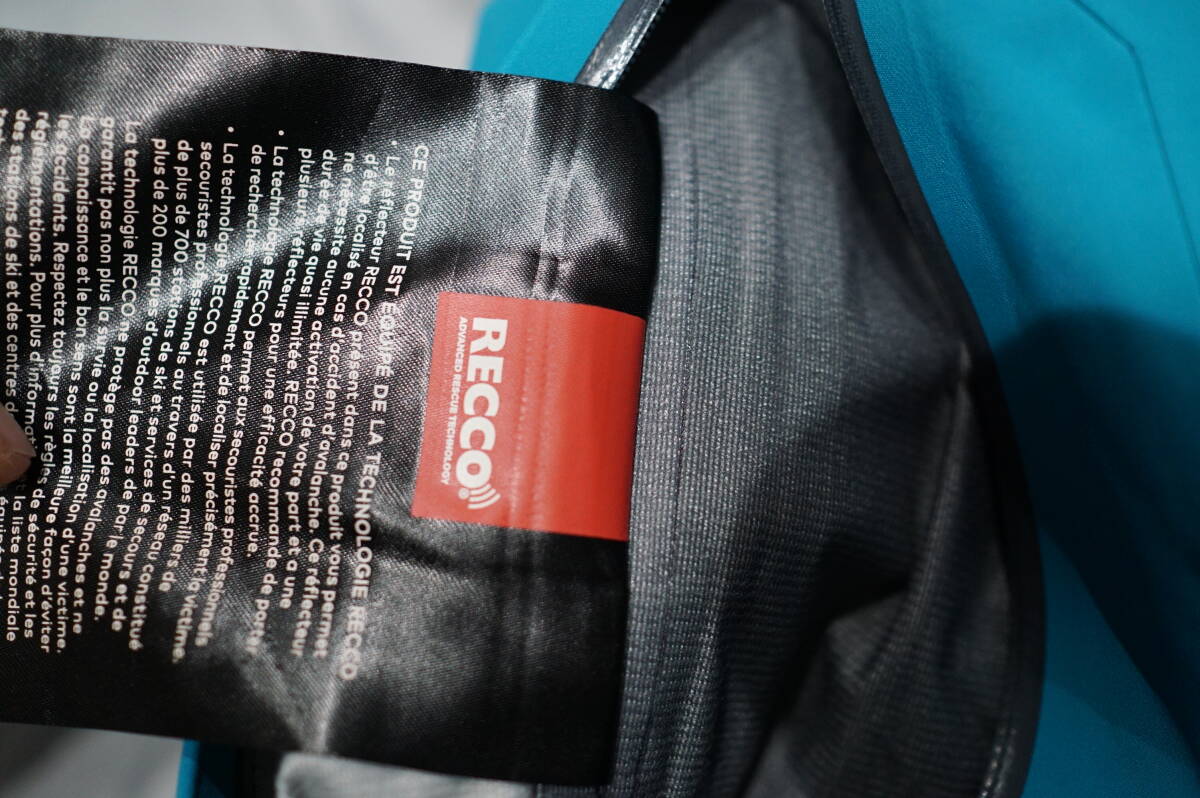 RECCO®
ADVANCED RESCUE TECHNOLOGY
CE PRODUIT EST ÉQUIPÉ DE LA TECHNOLOGIE RECCO
• Le réflecteur RECCO présent dans ce produit vous permet
d'être localisé en cas d'accident d'avalanche. Ce réflecteur
ne nécessite aucune activation de votre part et a une
durée de vie quasi illimitée. RECCO recommande de porter
plusieurs réflecteurs pour une efficacité accrue.
• La technologie RECCO permet aux secouristes professionnels
de rechercher rapidement et de localiser précisément la victime.
• La technologie RECCO est utilisée par des milliers de
secouristes professionnels au travers d'un réseau constitué
de plus de 700 stations de ski et services de secours et de
plus de 200 marques d'outdoor leaders de par le monde.
La technologie RECCO ne protège pas des avalanches et ne
garantit pas non plus la survie ou la localisation d'une victime.
La connaissance et le bon sens sont la meilleure façon d'éviter
les accidents. Respectez toujours les règles de sécurité et les
réglementations. Pour plus d'informati la liste mondiale
des stations de ski et des centres